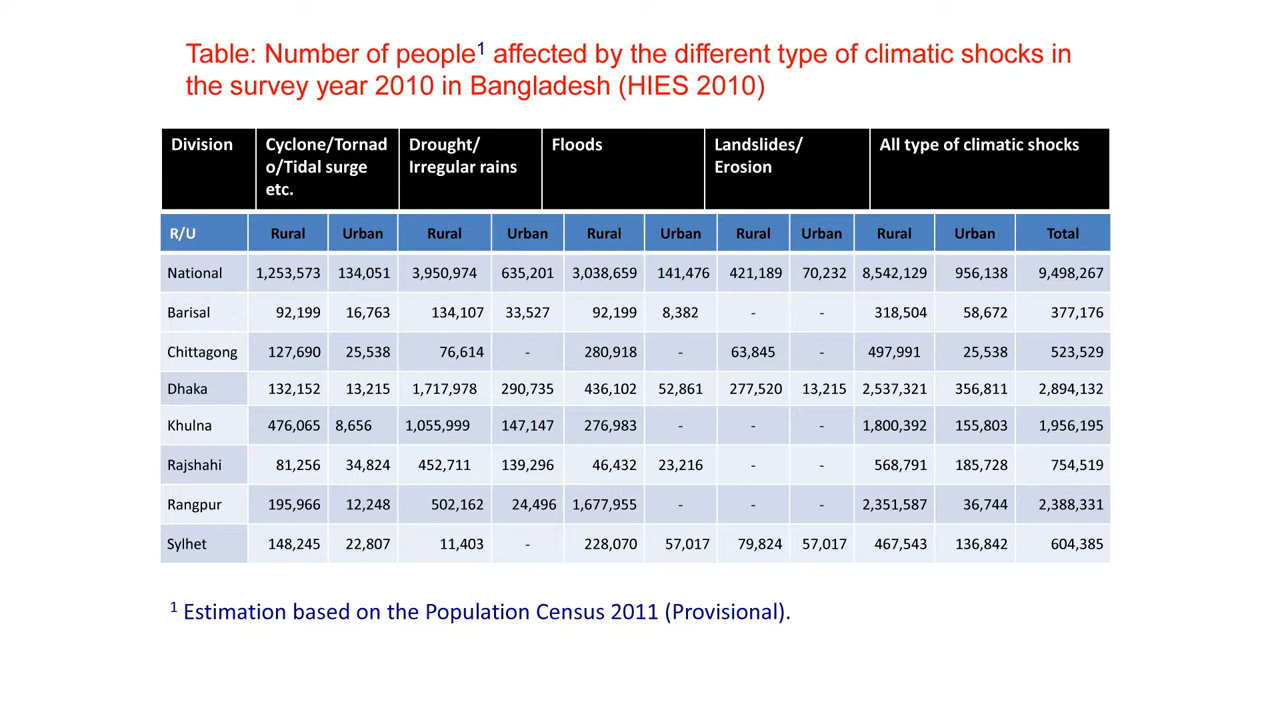 Table: Number of people¹ affected by the different type of climatic shocks in
the survey year 2010 in Bangladesh (HIES 2010)
Division Cyclone/Tornad Drought/ Floods Landslides/ All type of climatic shocks
o/Tidal surge Irregular rains Erosion
etc.
R/U Rural Urban Rural Urban Rural Urban Rural Urban Rural Urban Total
National 1,253,573 134,051 3,950,974 635,201 3,038,659 141,476 421,189 70,232 8,542,129 956,138 9,498,267
Barisal 92,199 16,763 134,107 33,527 92,199 8,382 - - 318,504 58,672 377,176
Chittagong 127,690 25,538 76,614 - 280,918 - 63,845 - 497,991 25,538 523,529
Dhaka 132,152 13,215 1,717,978 290,735 436,102 52,861 277,520 13,215 2,537,321 356,811 2,894,132
Khulna 476,065 8,656 1,055,999 147,147 276,983 - - - 1,800,392 155,803 1,956,195
Rajshahi 81,256 34,824 452,711 139,296 46,432 23,216 - - 568,791 185,728 754,519
Rangpur 195,966 12,248 502,162 24,496 1,677,955 - - - 2,351,587 36,744 2,388,331
Sylhet 148,245 22,807 11,403 - 228,070 57,017 79,824 57,017 467,543 136,842 604,385
¹ Estimation based on the Population Census 2011 (Provisional).